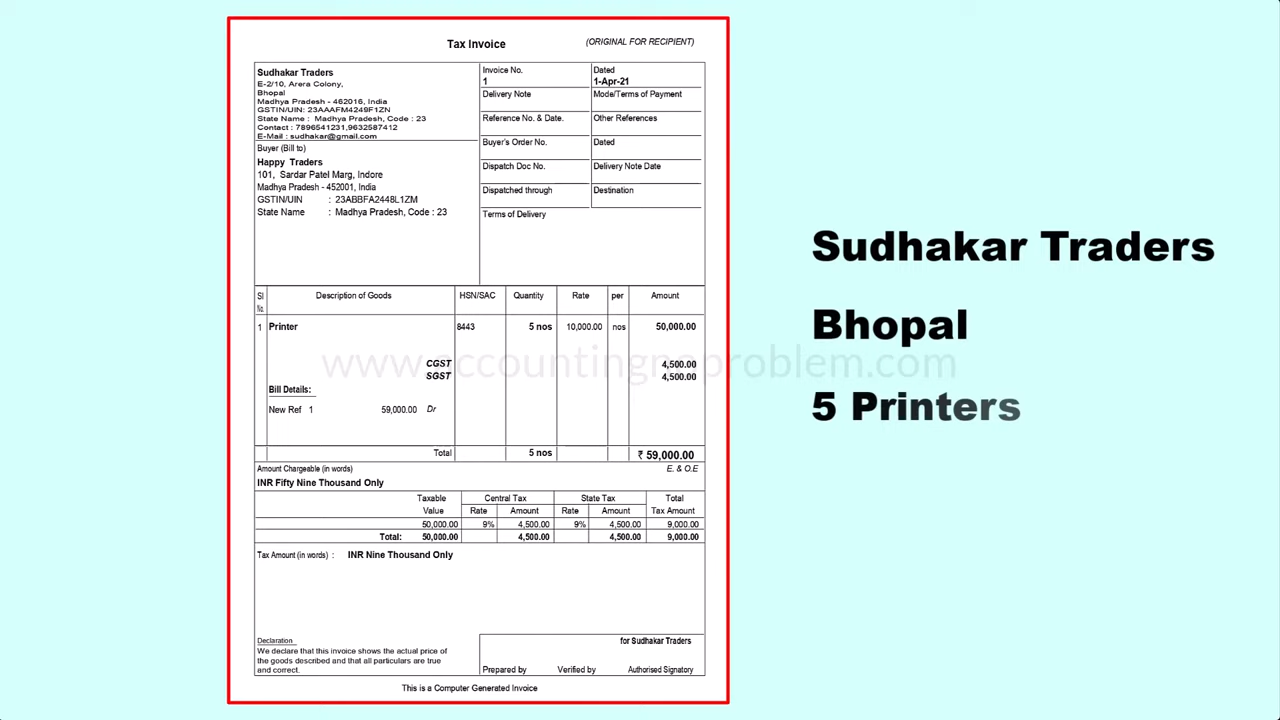 Tax Invoice
(ORIGINAL FOR RECIPIENT)
Sudhakar Traders
E-2/10, Arera Colony,
Bhopal
Madhya Pradesh - 462016, India
GSTIN/UIN: 23AAAFM4249F1ZN
State Name : Madhya Pradesh, Code : 23
Contact : 7896541231,9632587412
E-Mail : sudhakar@gmail.com
Buyer (Bill to)
Happy Traders
101, Sardar Patel Marg, Indore
Madhya Pradesh - 452001, India
GSTIN/UIN : 23ABBFA2448L1ZM
State Name : Madhya Pradesh, Code : 23
Invoice No. Dated
1 1-Apr-21
Delivery Note Mode/Terms of Payment
Reference No. & Date. Other References
Buyer's Order No. Dated
Dispatch Doc No. Delivery Note Date
Dispatched through Destination
Terms of Delivery
Sl No. Description of Goods HSN/SAC Quantity Rate per Amount
1 Printer 8443 5 nos 10,000.00 nos 50,000.00
CGST 4,500.00
SGST 4,500.00
Bill Details:
New Ref 1 59,000.00 Dr
Total 5 nos ₹ 59,000.00
Amount Chargeable (in words) E. & O.E
INR Fifty Nine Thousand Only
Taxable Value Central Tax State Tax Total Tax Amount
Rate Amount Rate Amount
50,000.00 9% 4,500.00 9% 4,500.00 9,000.00
Total: 50,000.00 4,500.00 4,500.00 9,000.00
Tax Amount (in words) : INR Nine Thousand Only
Declaration
We declare that this invoice shows the actual price of
the goods described and that all particulars are true
and correct.
for Sudhakar Traders
Prepared by Verified by Authorised Signatory
This is a Computer Generated Invoice
www.accountingnoproblem.com
Sudhakar Traders
Bhopal
5 Printers